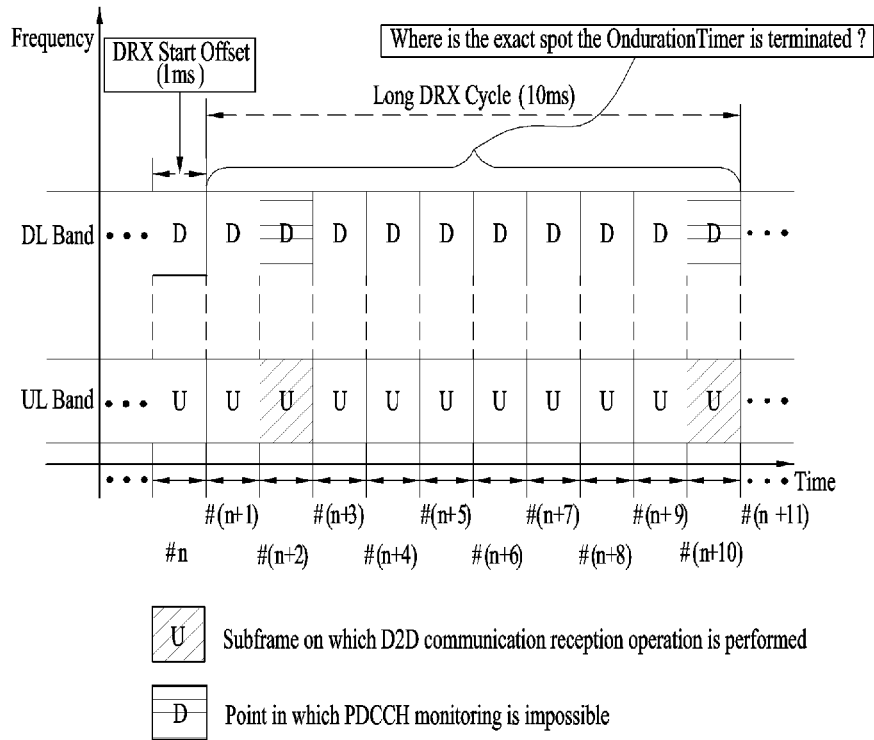 Frequency
DRX Start Offset
(1ms)
Where is the exact spot the OndurationTimer is terminated ?
Long DRX Cycle (10ms)
DL Band ••• D D D D D D D D D D D •••
UL Band ••• U U U U U U U U U U U •••
••• ••• Time
#(n+1) #(n+3) #(n+5) #(n+7) #(n+9) #(n +11)
#n #(n+2) #(n+4) #(n+6) #(n+8) #(n+10)
U Subframe on which D2D communication reception operation is performed
D Point in which PDCCH monitoring is impossible